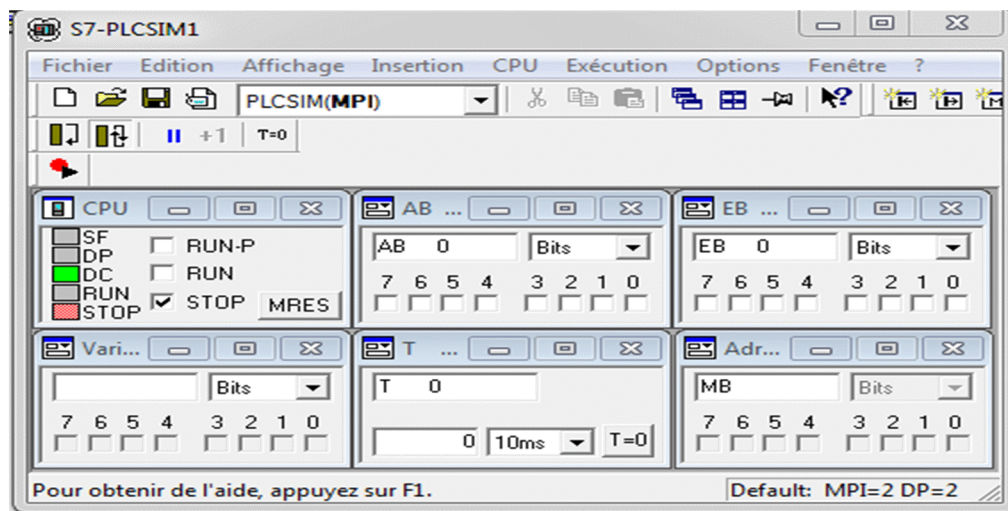 S7-PLCSIM1
Fichier Edition Affichage Insertion CPU Exécution Options Fenêtre ?
PLCSIM(MPI)
+1 T=0
CPU
SF
DP
DC
RUN
STOP
RUN-P
RUN
STOP
MRES
AB ...
AB 0 Bits
7 6 5 4 3 2 1 0
EB ...
EB 0 Bits
7 6 5 4 3 2 1 0
Vari...
Bits
7 6 5 4 3 2 1 0
T ...
T 0
0 10ms T=0
Adr...
MB Bits
7 6 5 4 3 2 1 0
Pour obtenir de l'aide, appuyez sur F1.
Default: MPI=2 DP=2